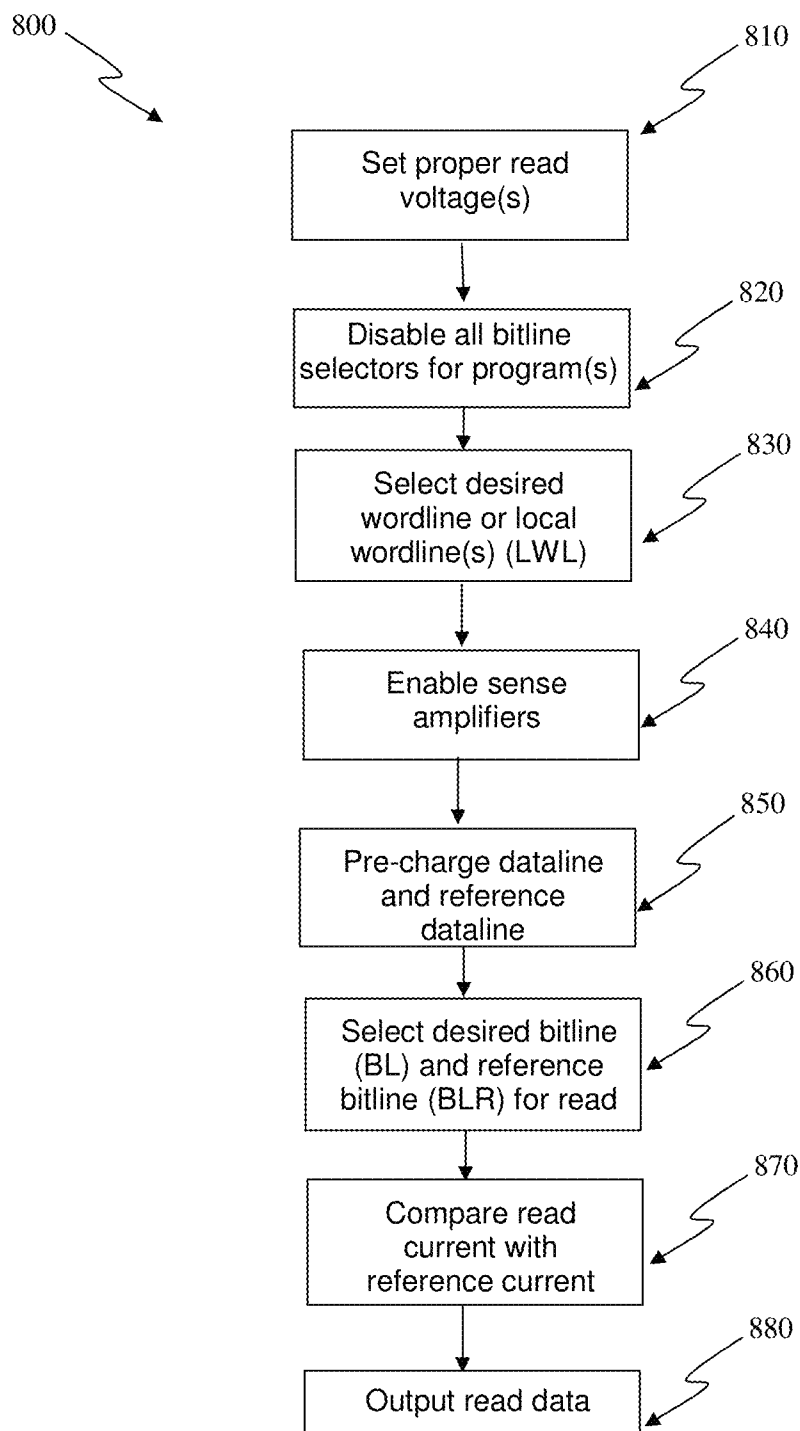 800
810
Set proper read
voltage(s)
820
Disable all bitline
selectors for program(s)
830
Select desired
wordline or local
wordline(s) (LWL)
840
Enable sense
amplifiers
850
Pre-charge dataline
and reference
dataline
860
Select desired bitline
(BL) and reference
bitline (BLR) for read
870
Compare read
current with
reference current
880
Output read data